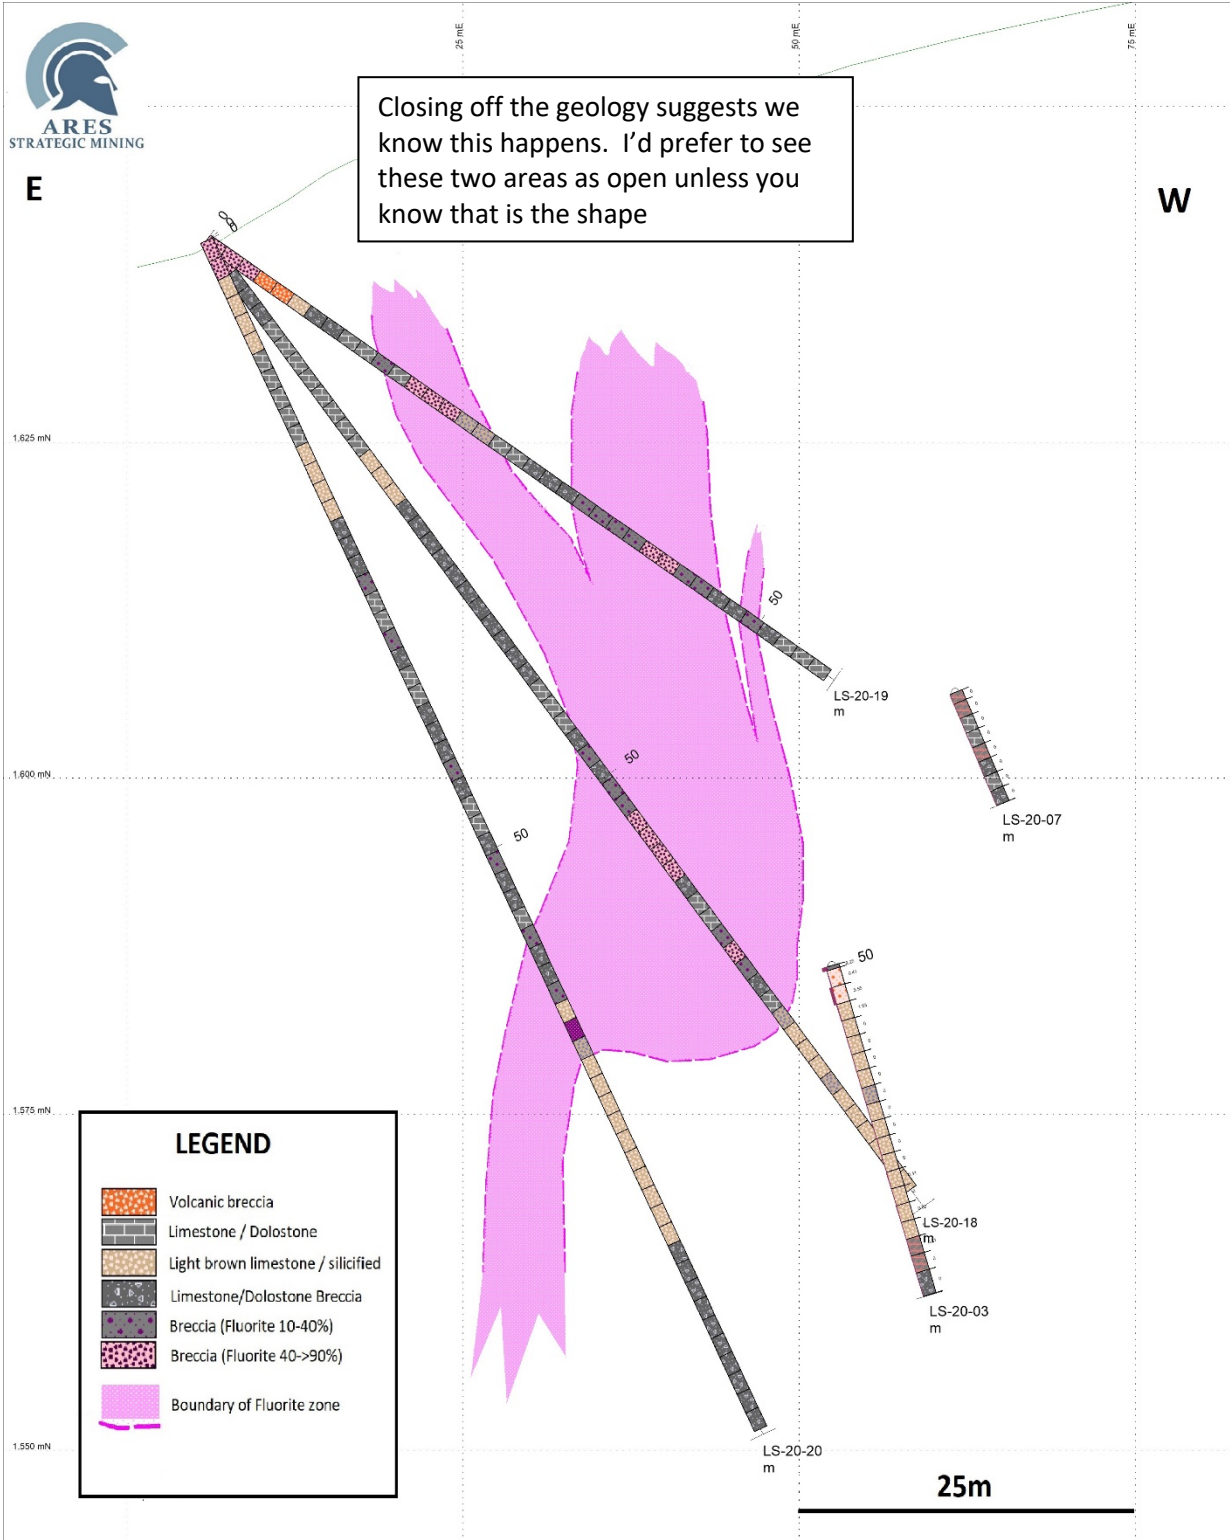 25 mE
50 mE
75 mE
ARES
STRATEGIC MINING
Closing off the geology suggests we
know this happens. I'd prefer to see
these two areas as open unless you
know that is the shape
E
W
1.625 mN
50
LS-20-19
m
50
1.600 mN
LS-20-07
m
50
50
1.575 mN
LEGEND
Volcanic breccia
Limestone / Dolostone
Light brown limestone / silicified
Limestone/Dolostone Breccia
Breccia (Fluorite 10-40%)
Breccia (Fluorite 40->90%)
Boundary of Fluorite zone
LS-20-18
m
LS-20-03
m
1.550 mN
LS-20-20
m
25m